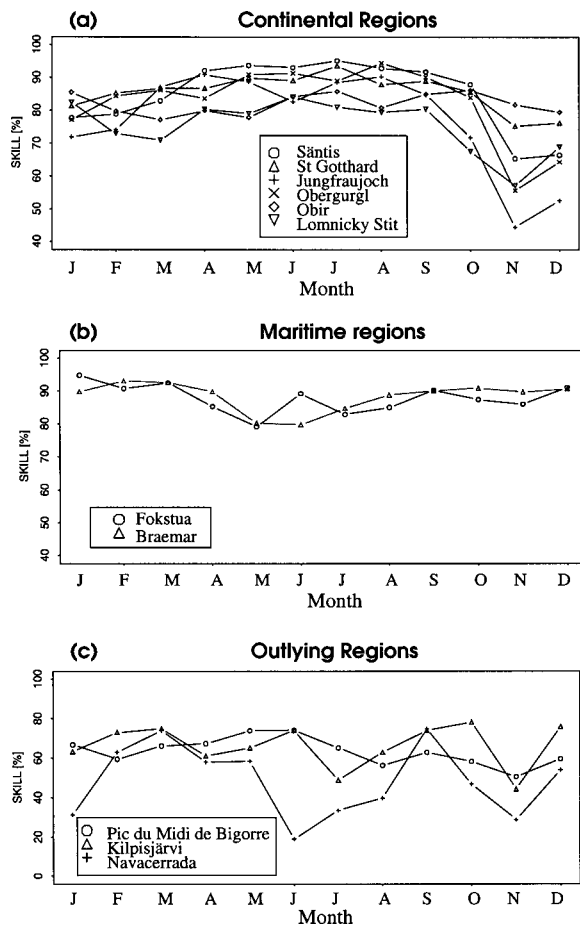 (a) Continental Regions
SKILL [%]
100
90
80
70
60
50
40
Säntis
St Gotthard
Jungfraujoch
Obergurgl
Obir
Lomnicky Stit
J F M A M J J A S O N D
Month
(b) Maritime regions
SKILL [%]
100
90
80
70
60
50
40
Fokstua
Braemar
J F M A M J J A S O N D
Month
(c) Outlying Regions
SKILL [%]
100
80
60
40
20
0
Pic du Midi de Bigorre
Kilpisjärvi
Navacerrada
J F M A M J J A S O N D
Month